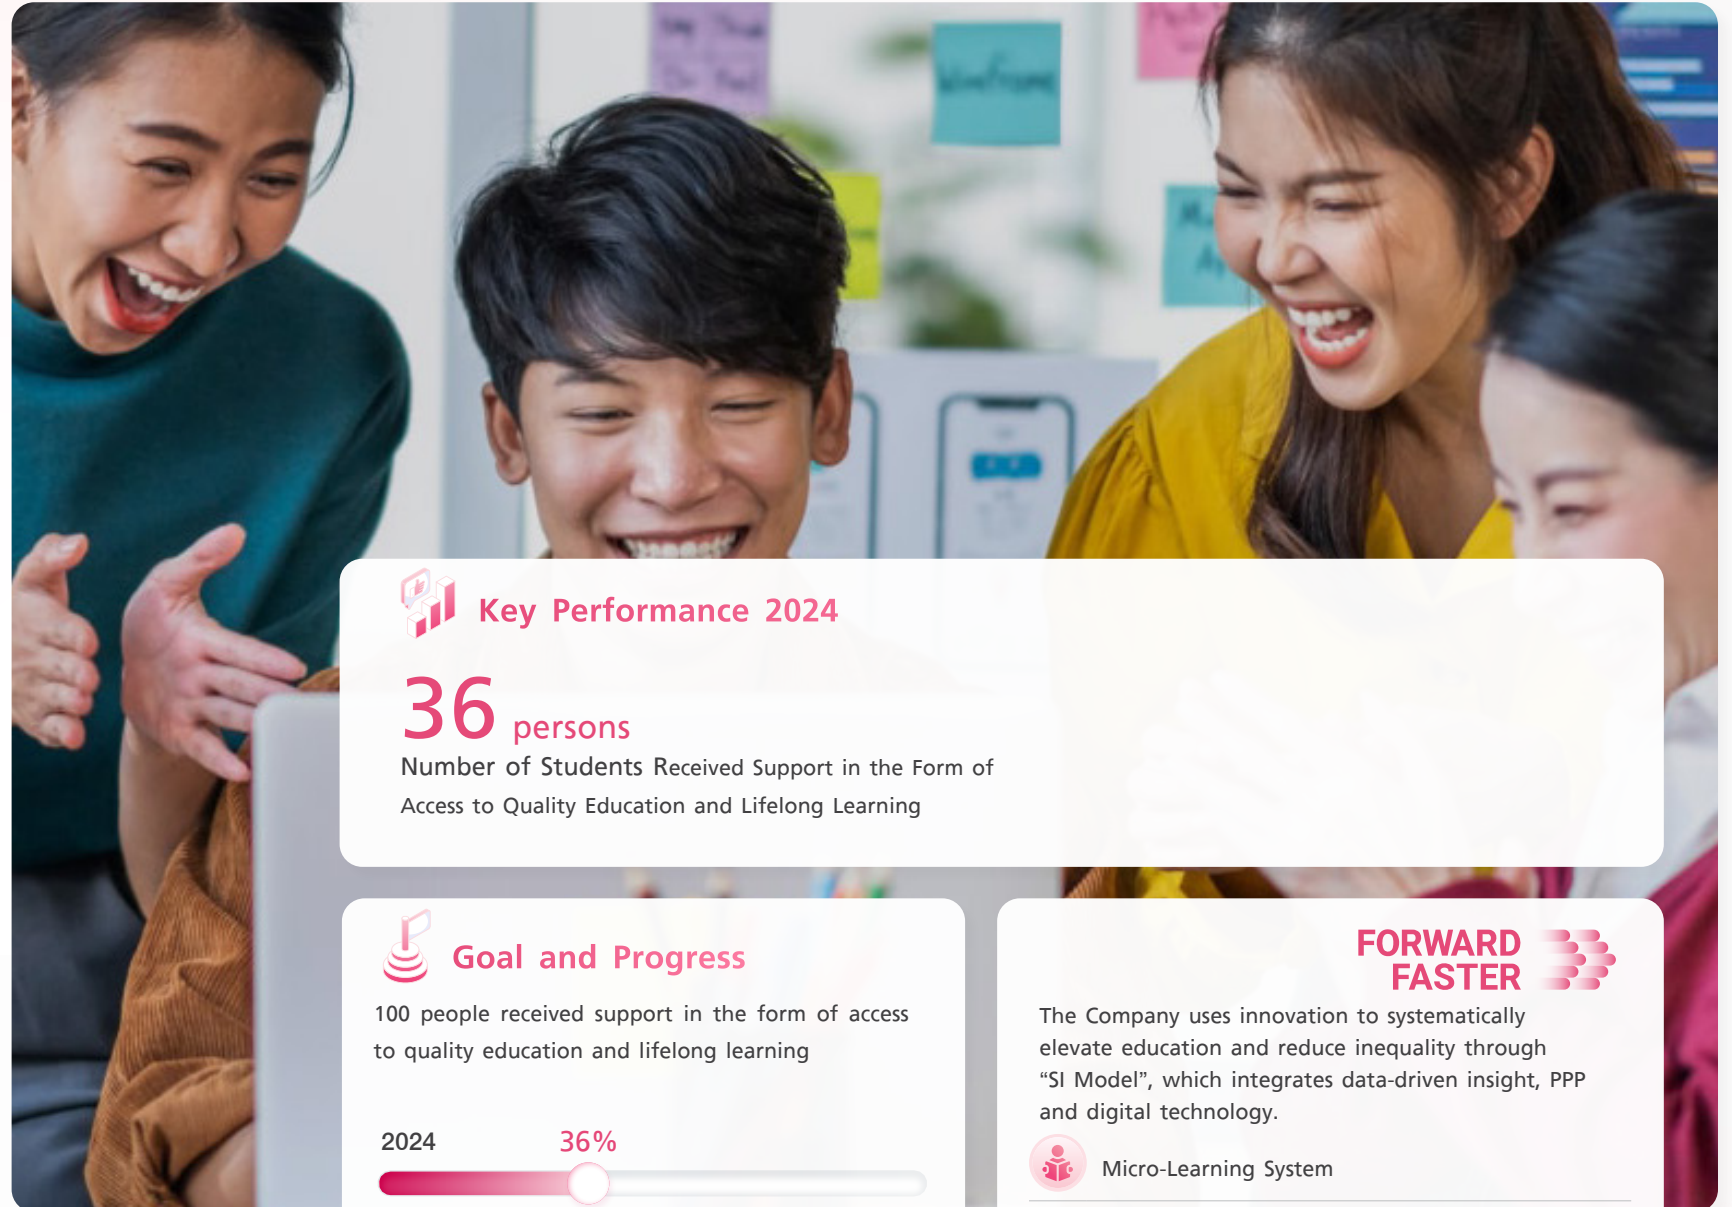 Wireframe
Key Performance 2024
36 persons
Number of Students Received Support in the Form of
Access to Quality Education and Lifelong Learning
Goal and Progress
100 people received support in the form of access
to quality education and lifelong learning
2024 36%
FORWARD
FASTER
The Company uses innovation to systematically
elevate education and reduce inequality through
“SI Model”, which integrates data-driven insight, PPP
and digital technology.
Micro-Learning System